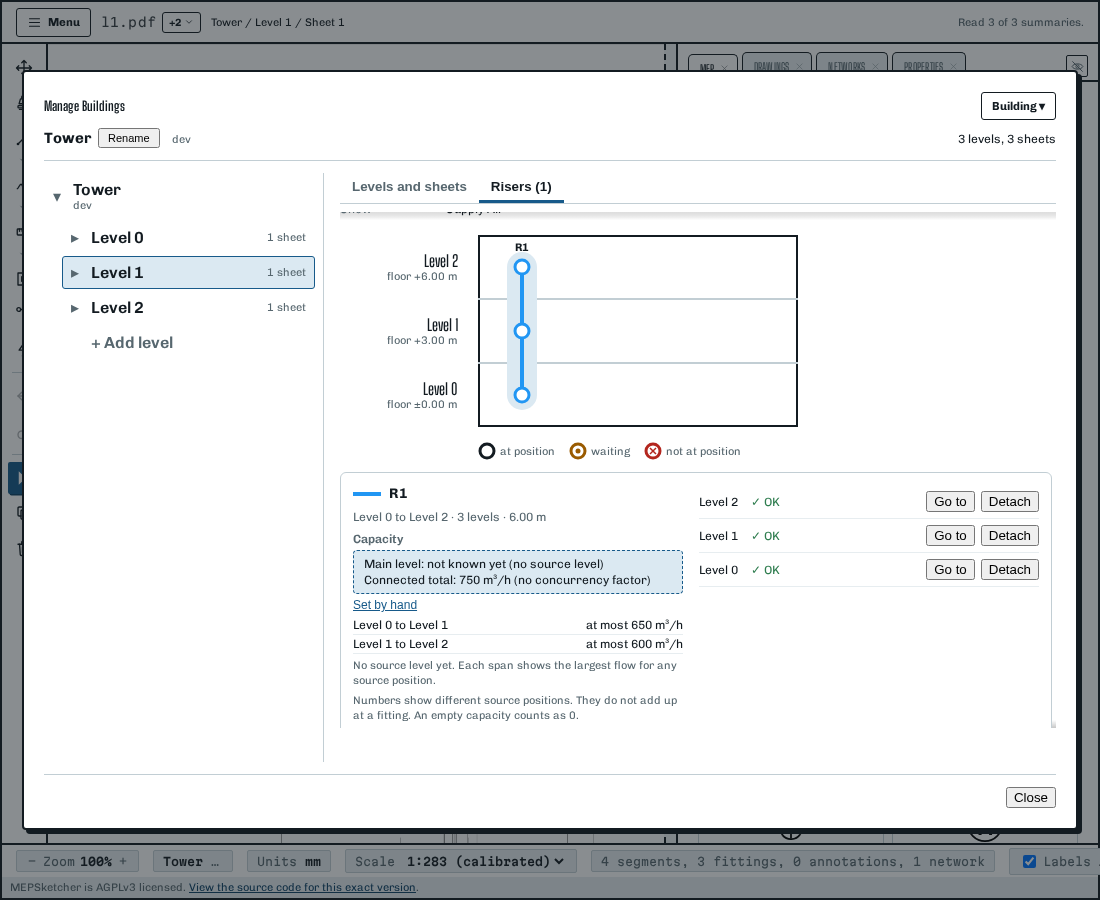 Menu
l1.pdf
+2
Tower / Level 1 / Sheet 1
Read 3 of 3 summaries.
MEP ×
DRAWINGS ×
NETWORKS ×
PROPERTIES ×
Manage Buildings
Building ▾
Tower
Rename
dev
3 levels, 3 sheets
▼ Tower
dev
▶ Level 0 1 sheet
▶ Level 1 1 sheet
▶ Level 2 1 sheet
+ Add level
Levels and sheets
Risers (1)
R1
Level 2
floor +6.00 m
Level 1
floor +3.00 m
Level 0
floor ±0.00 m
at position
waiting
not at position
R1
Level 0 to Level 2 · 3 levels · 6.00 m
Capacity
Main level: not known yet (no source level)
Connected total: 750 m³/h (no concurrency factor)
Set by hand
Level 0 to Level 1 at most 650 m³/h
Level 1 to Level 2 at most 600 m³/h
No source level yet. Each span shows the largest flow for any
source position.
Numbers show different source positions. They do not add up
at a fitting. An empty capacity counts as 0.
Level 2 ✓ OK Go to Detach
Level 1 ✓ OK Go to Detach
Level 0 ✓ OK Go to Detach
Close
− Zoom 100% +
Tower …
Units mm
Scale 1:283 (calibrated)
4 segments, 3 fittings, 0 annotations, 1 network
Labels
MEPSketcher is AGPLv3 licensed. View the source code for this exact version.